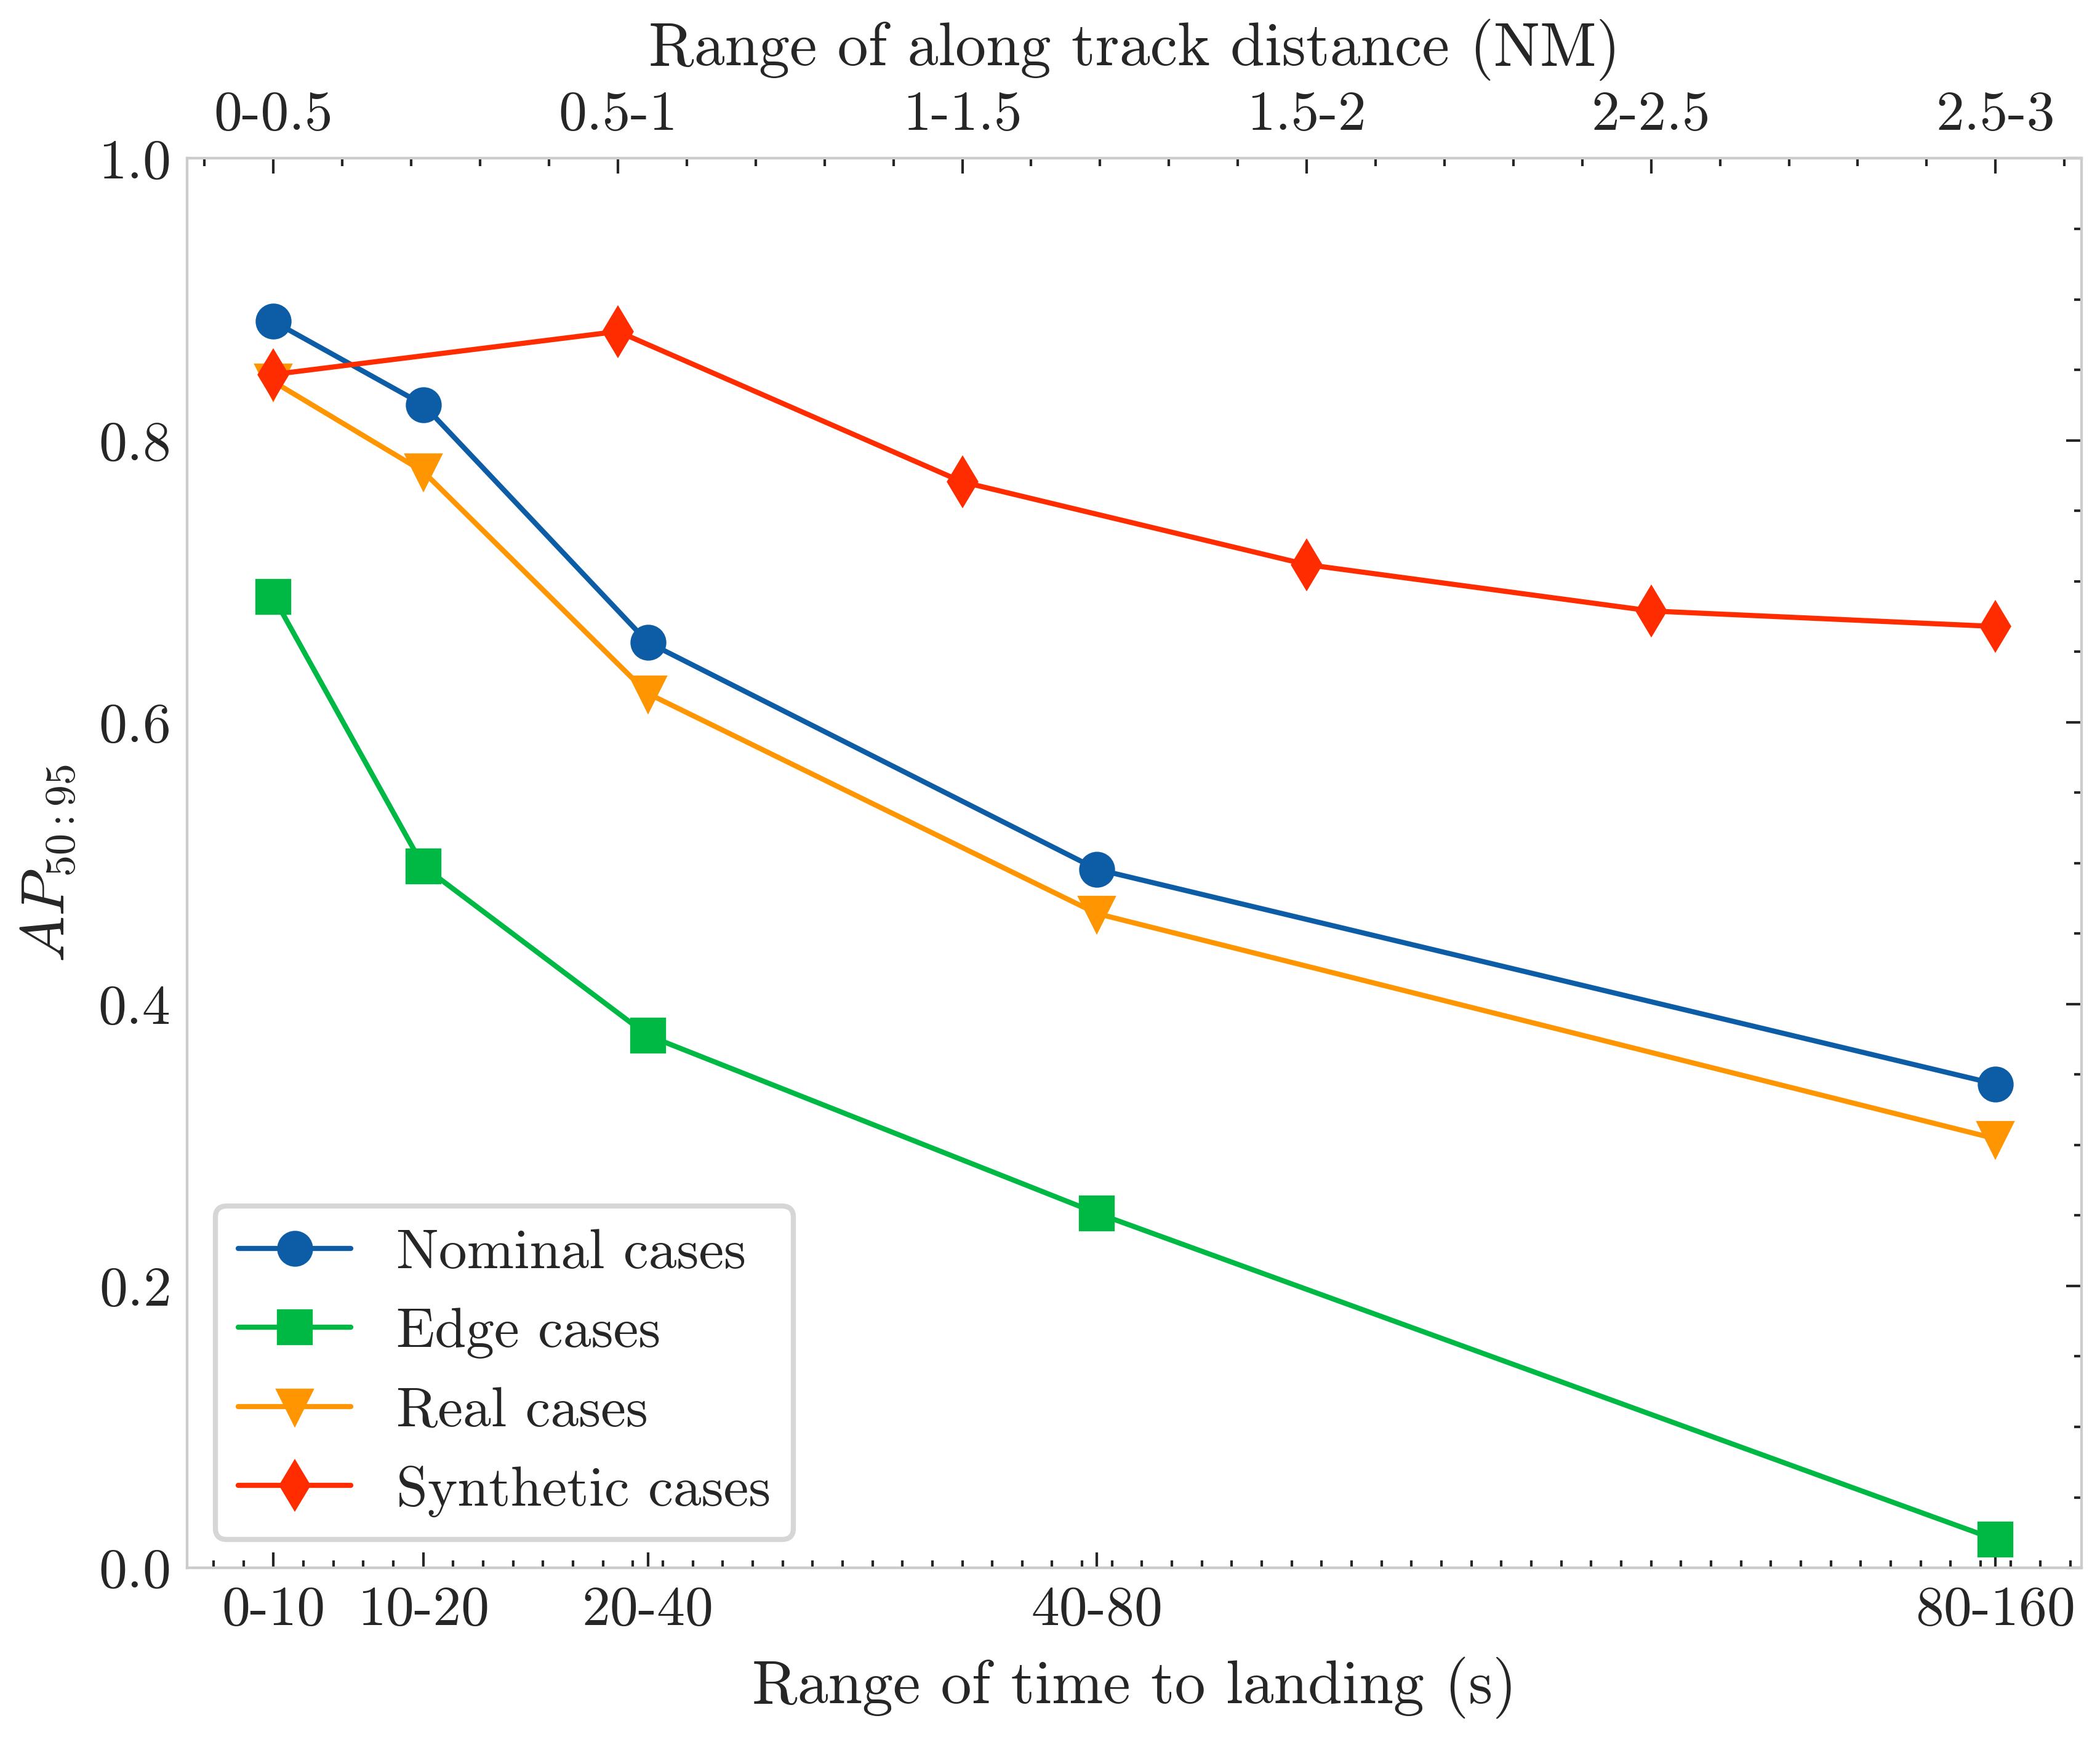 Range of along track distance (NM)
0-0.5 0.5-1 1-1.5 1.5-2 2-2.5 2.5-3
1.0
0.8
0.6
0.4
0.2
0.0
AP50:95
Nominal cases
Edge cases
Real cases
Synthetic cases
0-10 10-20 20-40 40-80 80-160
Range of time to landing (s)